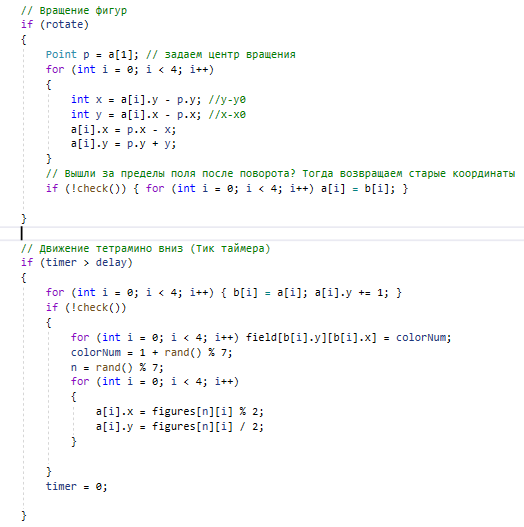 // Вращение фигур
if (rotate)
{
Point p = a[1]; // задаем центр вращения
for (int i = 0; i < 4; i++)
{
int x = a[i].y - p.y; //y-y0
int y = a[i].x - p.x; //x-x0
a[i].x = p.x - x;
a[i].y = p.y + y;
}
// Вышли за пределы поля после поворота? Тогда возвращаем старые координаты
if (!check()) { for (int i = 0; i < 4; i++) a[i] = b[i]; }
}
// Движение тетрамино вниз (Тик таймера)
if (timer > delay)
{
for (int i = 0; i < 4; i++) { b[i] = a[i]; a[i].y += 1; }
if (!check())
{
for (int i = 0; i < 4; i++) field[b[i].y][b[i].x] = colorNum;
colorNum = 1 + rand() % 7;
n = rand() % 7;
for (int i = 0; i < 4; i++)
{
a[i].x = figures[n][i] % 2;
a[i].y = figures[n][i] / 2;
}
}
timer = 0;
}